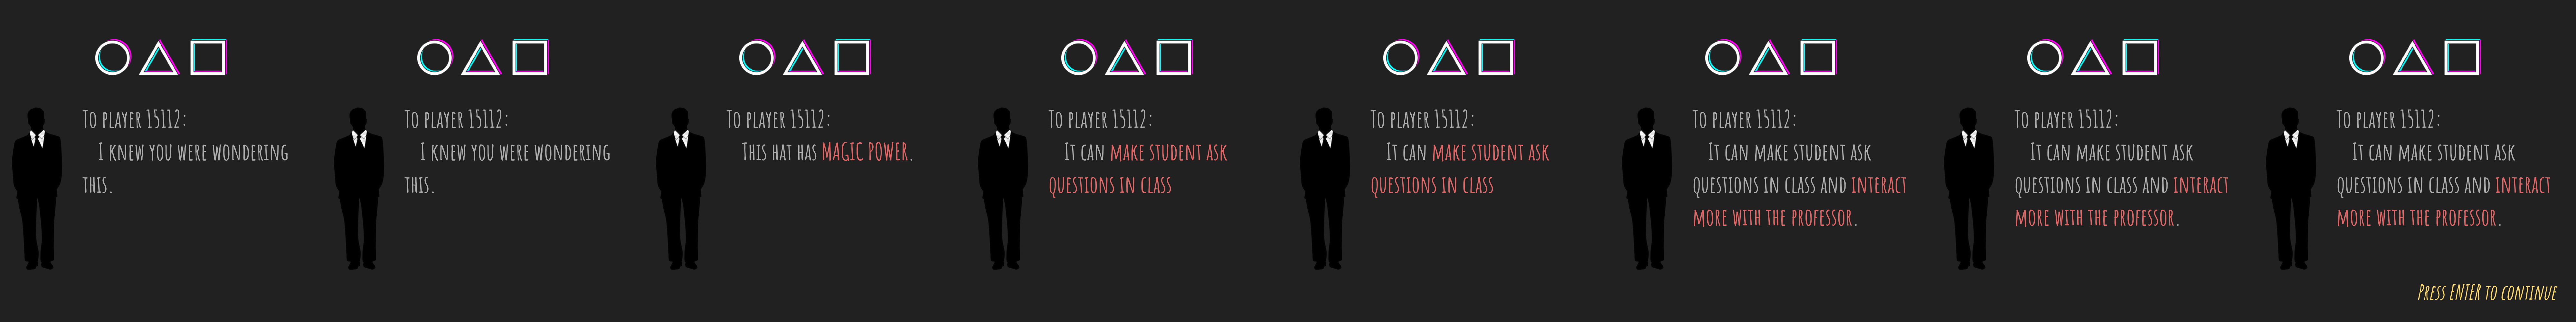 To player 15112:
I knew you were wondering
this.
To player 15112:
I knew you were wondering
this.
To player 15112:
This hat has MAGIC POWER.
To player 15112:
It can make student ask
questions in class
To player 15112:
It can make student ask
questions in class
To player 15112:
It can make student ask
questions in class and interact
more with the professor.
To player 15112:
It can make student ask
questions in class and interact
more with the professor.
To player 15112:
It can make student ask
questions in class and interact
more with the professor.
Press ENTER to continue